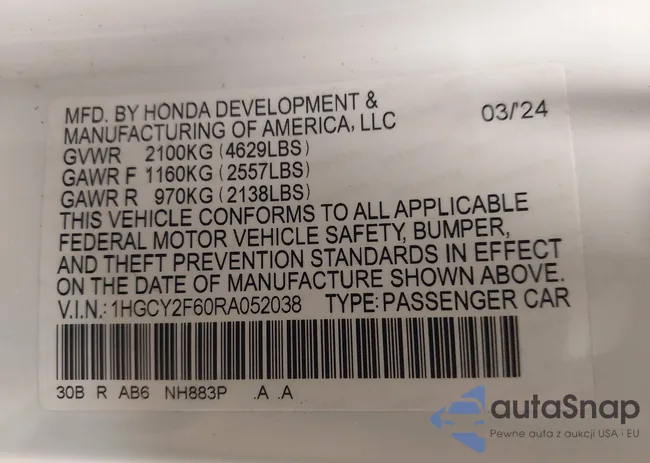 MFD. BY HONDA DEVELOPMENT &
MANUFACTURING OF AMERICA, LLC 03/'24
GVWR 2100KG (4629LBS)
GAWR F 1160KG (2557LBS)
GAWR R 970KG (2138LBS)
THIS VEHICLE CONFORMS TO ALL APPLICABLE
FEDERAL MOTOR VEHICLE SAFETY, BUMPER,
AND THEFT PREVENTION STANDARDS IN EFFECT
ON THE DATE OF MANUFACTURE SHOWN ABOVE.
V.I.N.: 1HGCY2F60RA052038 TYPE: PASSENGER CAR
30B R AB6 NH883P .A .A
autaSnap
Pewne auta z aukcji USA i EU